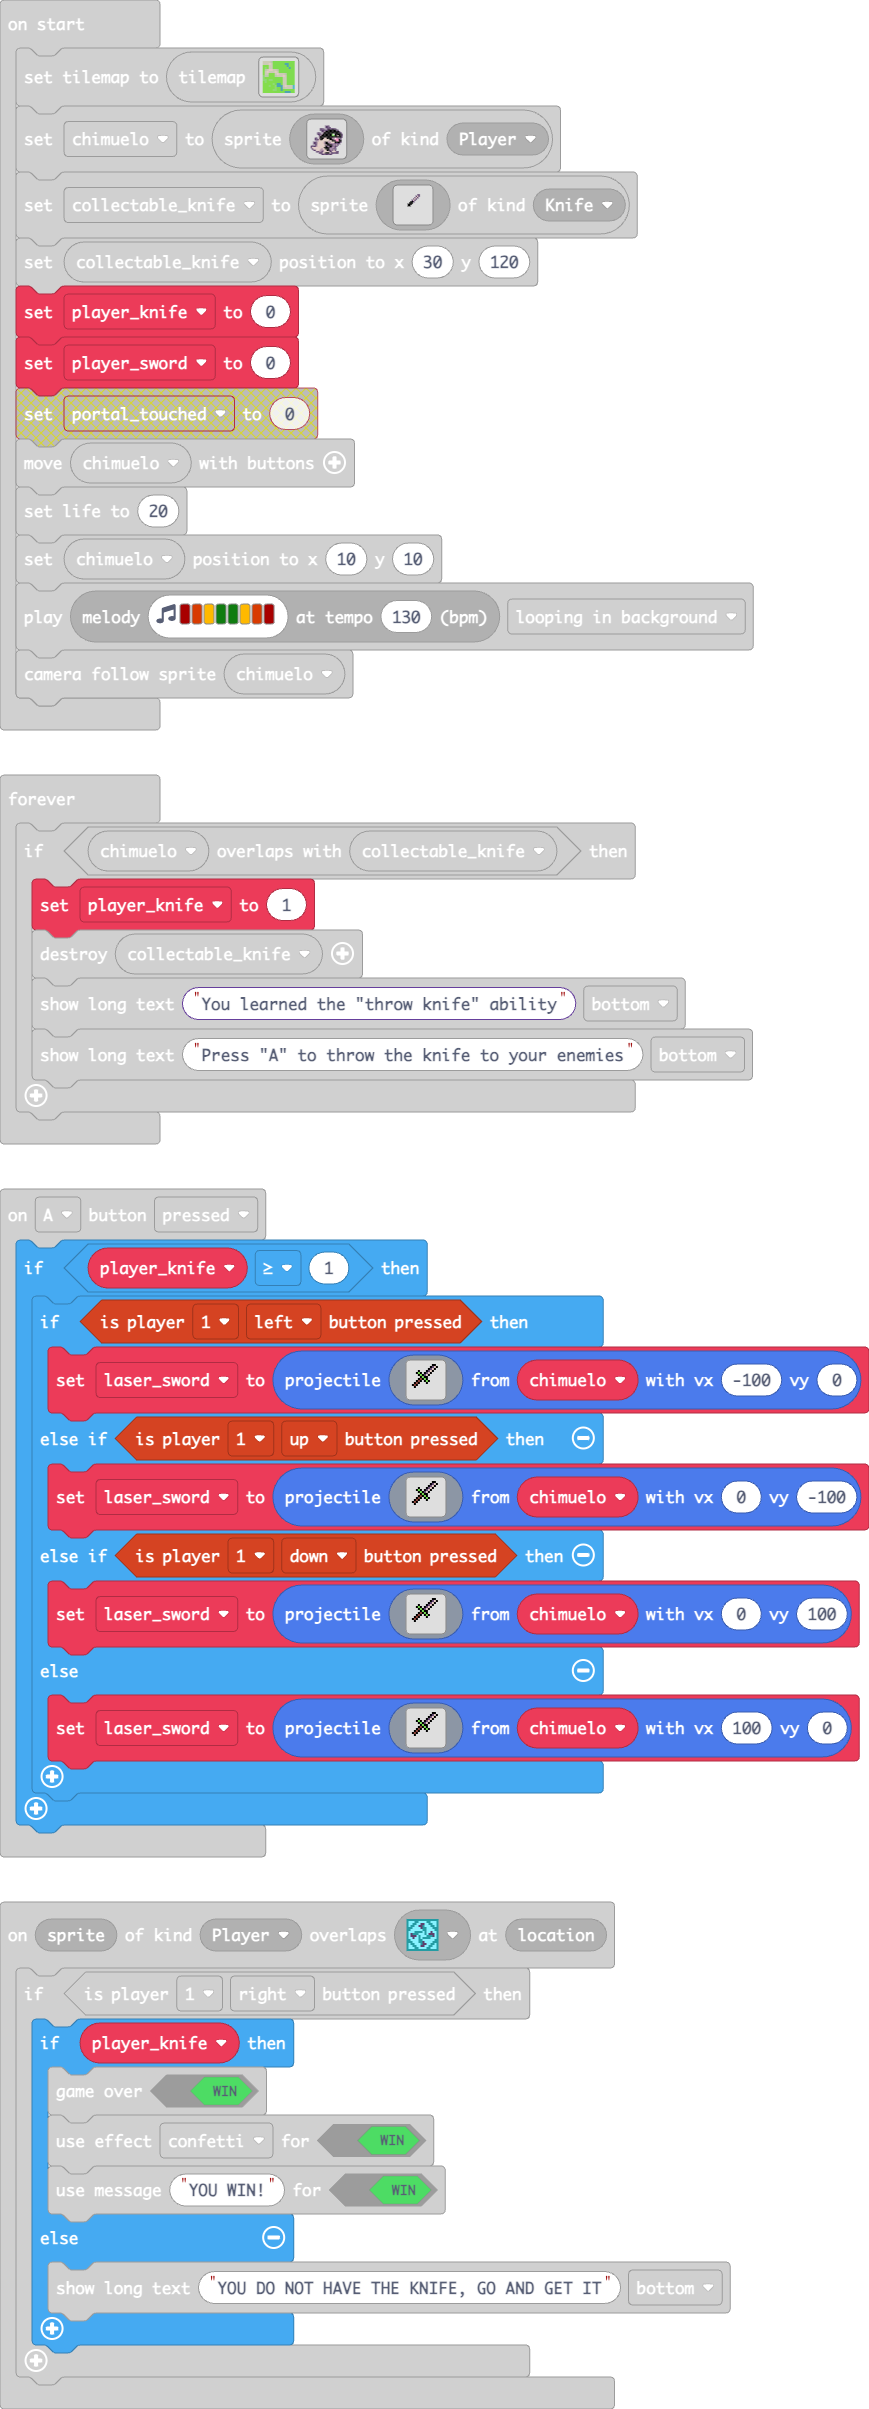 on start
set tilemap to tilemap
set chimuelo to sprite of kind Player
set collectable_knife to sprite of kind Knife
set collectable_knife position to x 30 y 120
set player_knife to 0
set player_sword to 0
set portal_touched to 0
move chimuelo with buttons
set life to 20
set chimuelo position to x 10 y 10
play melody at tempo 130 (bpm) looping in background
camera follow sprite chimuelo
forever
if chimuelo overlaps with collectable_knife then
set player_knife to 1
destroy collectable_knife
show long text "You learned the "throw knife" ability" bottom
show long text "Press "A" to throw the knife to your enemies" bottom
on A button pressed
if player_knife ≥ 1 then
if is player 1 left button pressed then
set laser_sword to projectile from chimuelo with vx -100 vy 0
else if is player 1 up button pressed then
set laser_sword to projectile from chimuelo with vx 0 vy -100
else if is player 1 down button pressed then
set laser_sword to projectile from chimuelo with vx 0 vy 100
else
set laser_sword to projectile from chimuelo with vx 100 vy 0
on sprite of kind Player overlaps at location
if is player 1 right button pressed then
if player_knife then
game over WIN
use effect confetti for WIN
use message "YOU WIN!" for WIN
else
show long text "YOU DO NOT HAVE THE KNIFE, GO AND GET IT" bottom